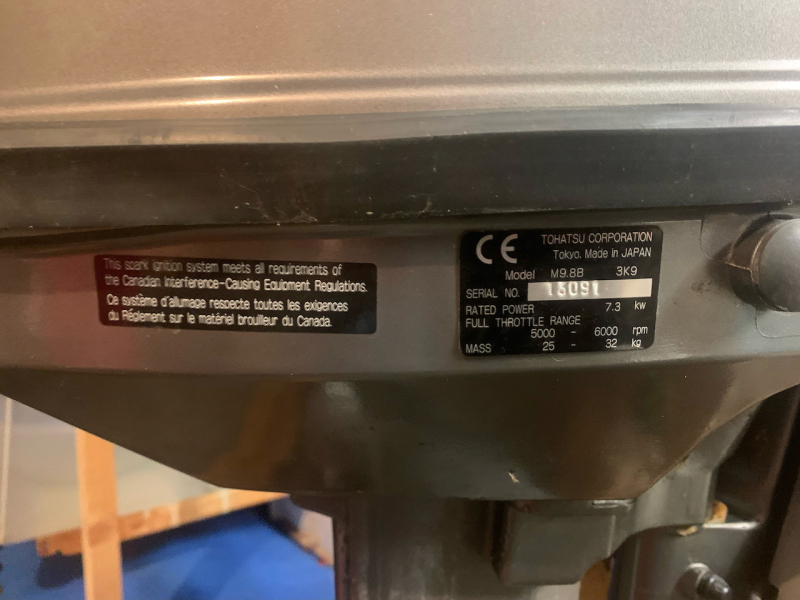 This spark ignition system meets all requirements of
the Canadian Interference-Causing Equipment Regulations.
Ce système d'allumage respecte toutes les exigences
du Règlement sur le matériel brouilleur du Canada.
CE TOHATSU CORPORATION
Tokyo. Made in JAPAN
Model M9.8B 3K9
SERIAL NO.
RATED POWER 7.3 kw
FULL THROTTLE RANGE
5000 - 6000 rpm
MASS 25 - 32 kg